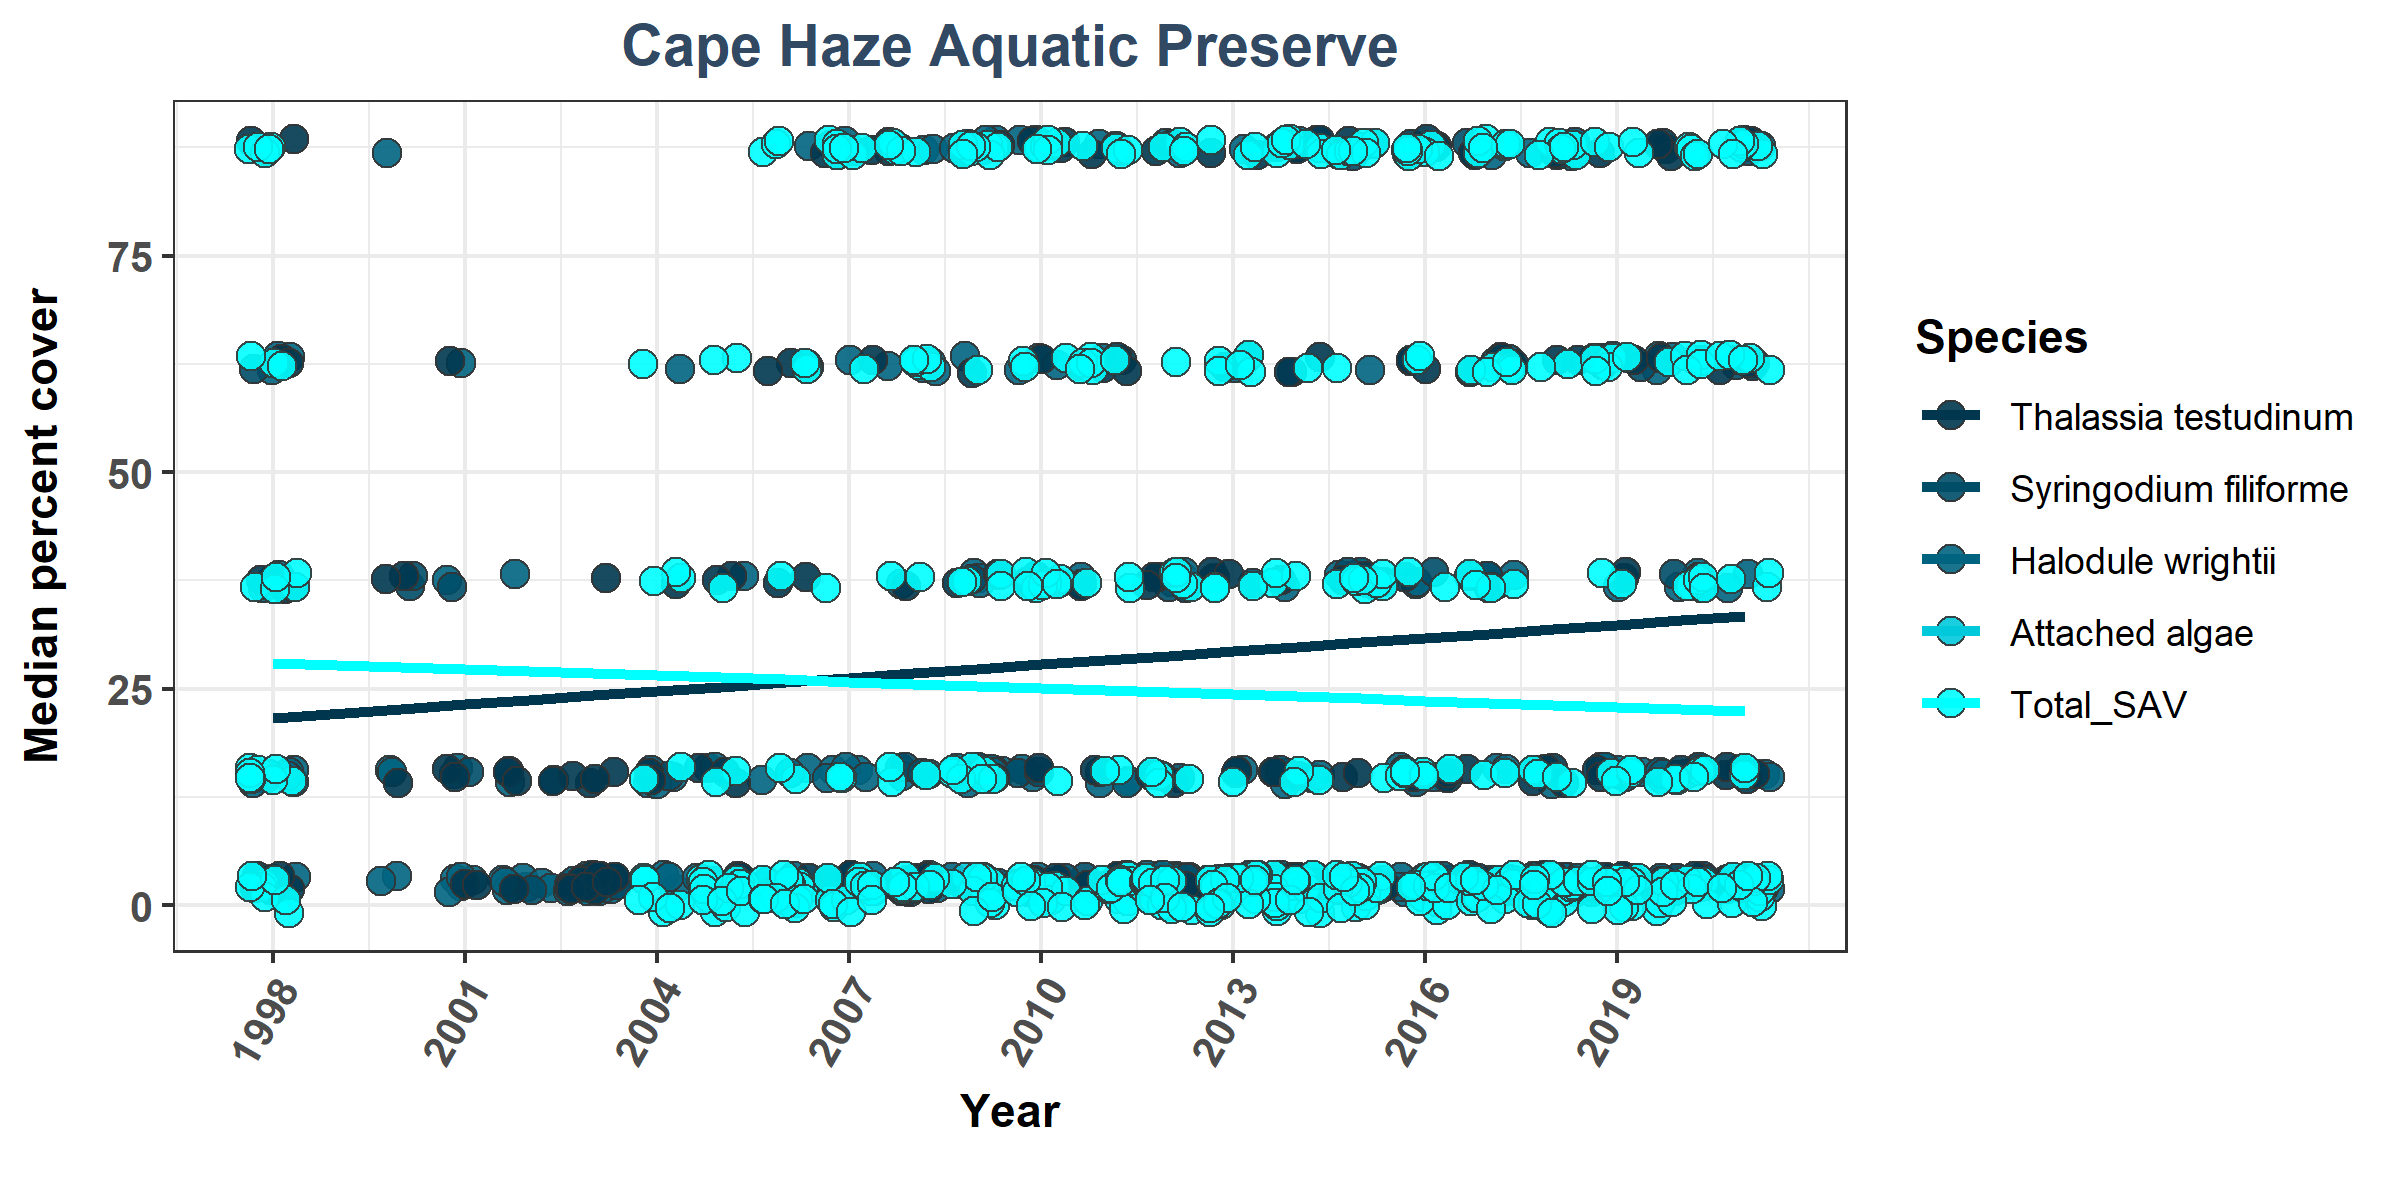 Cape Haze Aquatic Preserve
Median percent cover
75
50
25
0
1998
2001
2004
2007
2010
2013
2016
2019
Year
Species
Thalassia testudinum
Syringodium filiforme
Halodule wrightii
Attached algae
Total_SAV